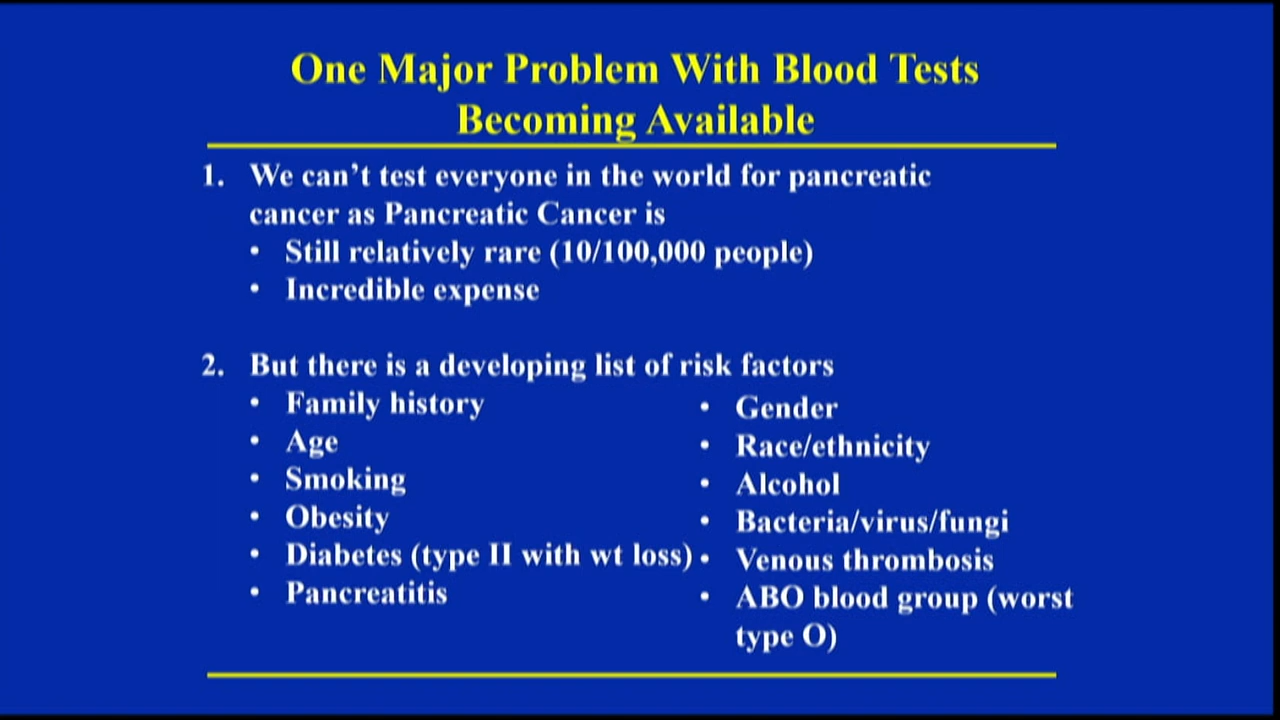 One Major Problem With Blood Tests
Becoming Available
1. We can't test everyone in the world for pancreatic
cancer as Pancreatic Cancer is
• Still relatively rare (10/100,000 people)
• Incredible expense
2. But there is a developing list of risk factors
• Family history
• Age
• Smoking
• Obesity
• Diabetes (type II with wt loss)
• Pancreatitis
• Gender
• Race/ethnicity
• Alcohol
• Bacteria/virus/fungi
• Venous thrombosis
• ABO blood group (worst
type O)